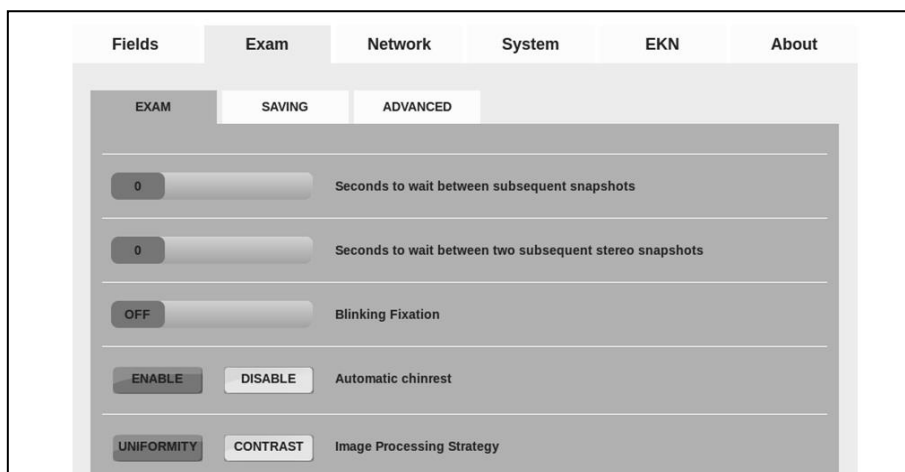 Fields Exam Network System EKN About
EXAM SAVING ADVANCED
0 Seconds to wait between subsequent snapshots
0 Seconds to wait between two subsequent stereo snapshots
OFF Blinking Fixation
ENABLE DISABLE Automatic chinrest
UNIFORMITY CONTRAST Image Processing Strategy